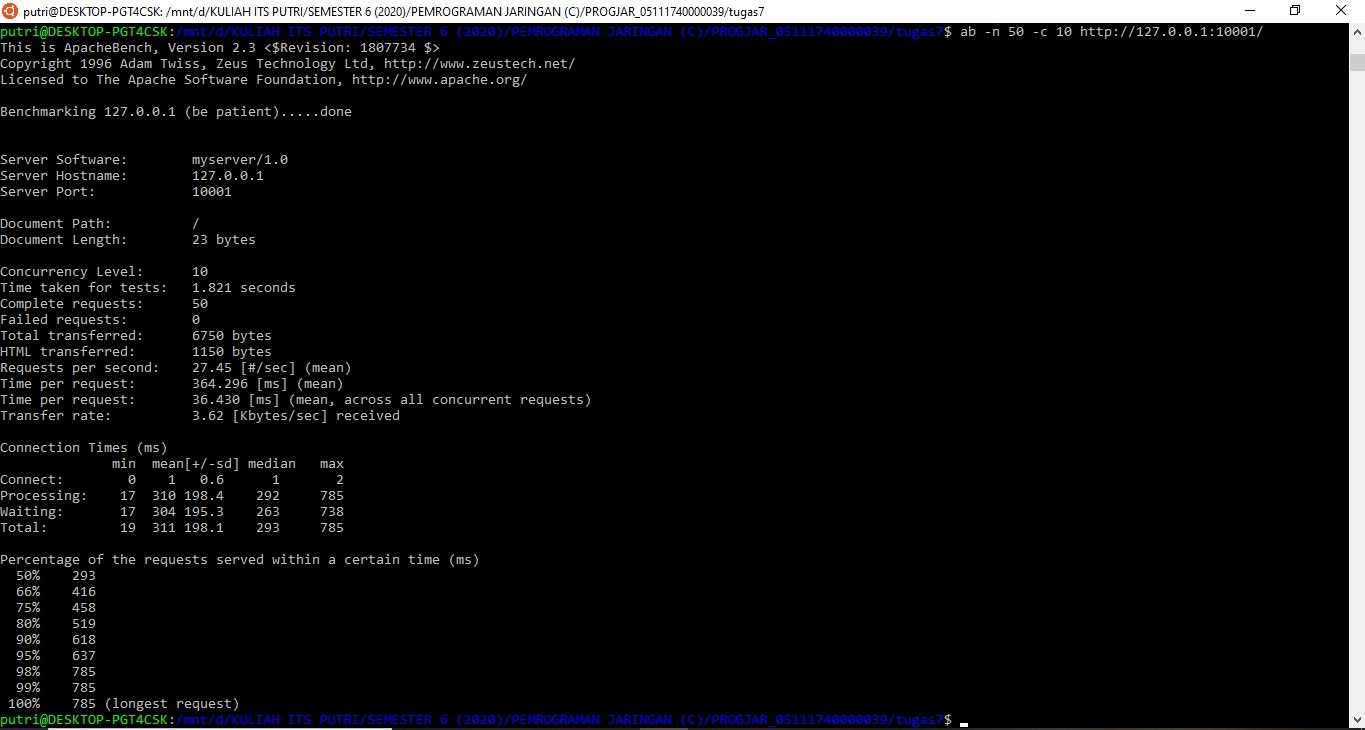 putri@DESKTOP-PGT4CSK: /mnt/d/KULIAH ITS PUTRI/SEMESTER 6 (2020)/PEMROGRAMAN JARINGAN (C)/PROGJAR_05111740000039/tugas7
putri@DESKTOP-PGT4CSK:/mnt/d/KULIAH ITS PUTRI/SEMESTER 6 (2020)/PEMROGRAMAN JARINGAN (C)/PROGJAR_05111740000039/tugas7$ ab -n 50 -c 10 http://127.0.0.1:10001/
This is ApacheBench, Version 2.3 <$Revision: 1807734 $>
Copyright 1996 Adam Twiss, Zeus Technology Ltd, http://www.zeustech.net/
Licensed to The Apache Software Foundation, http://www.apache.org/

Benchmarking 127.0.0.1 (be patient).....done


Server Software:        myserver/1.0
Server Hostname:        127.0.0.1
Server Port:            10001

Document Path:          /
Document Length:        23 bytes

Concurrency Level:      10
Time taken for tests:   1.821 seconds
Complete requests:      50
Failed requests:        0
Total transferred:      6750 bytes
HTML transferred:       1150 bytes
Requests per second:    27.45 [#/sec] (mean)
Time per request:       364.296 [ms] (mean)
Time per request:       36.430 [ms] (mean, across all concurrent requests)
Transfer rate:          3.62 [Kbytes/sec] received

Connection Times (ms)
              min  mean[+/-sd] median   max
Connect:        0    1   0.6      1       2
Processing:    17  310 198.4    292     785
Waiting:       17  304 195.3    263     738
Total:         19  311 198.1    293     785

Percentage of the requests served within a certain time (ms)
  50%    293
  66%    416
  75%    458
  80%    519
  90%    618
  95%    637
  98%    785
  99%    785
 100%    785 (longest request)
putri@DESKTOP-PGT4CSK:/mnt/d/KULIAH ITS PUTRI/SEMESTER 6 (2020)/PEMROGRAMAN JARINGAN (C)/PROGJAR_05111740000039/tugas7$